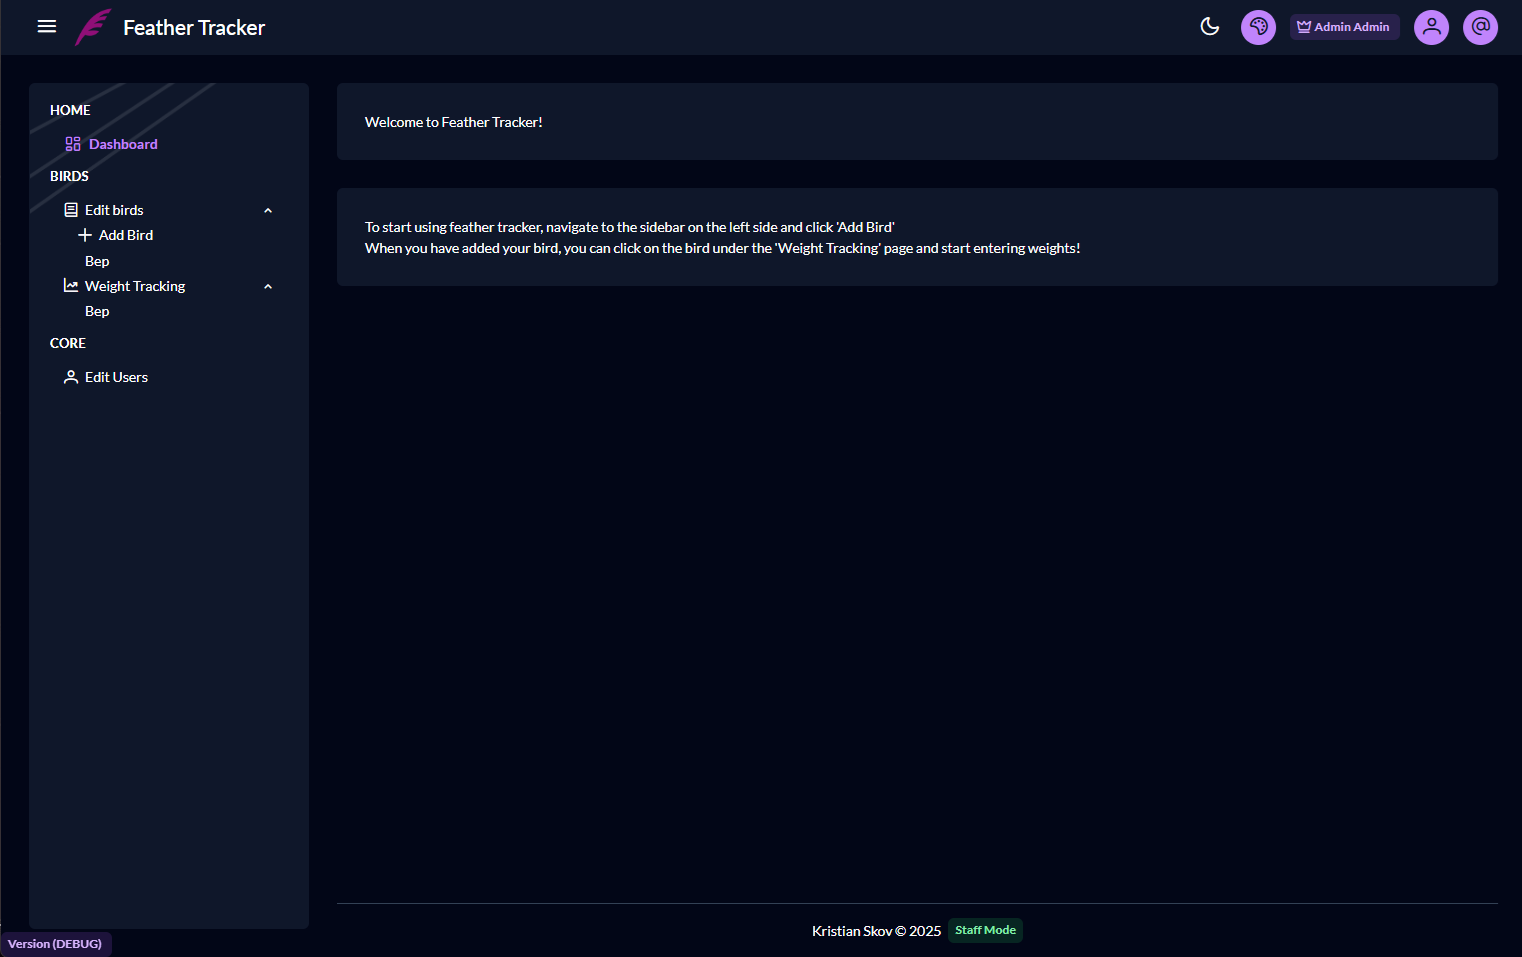 Feather Tracker
Admin Admin
HOME
Dashboard
BIRDS
Edit birds
Add Bird
Bep
Weight Tracking
Bep
CORE
Edit Users
Welcome to Feather Tracker!
To start using feather tracker, navigate to the sidebar on the left side and click 'Add Bird'
When you have added your bird, you can click on the bird under the 'Weight Tracking' page and start entering weights!
Kristian Skov © 2025 Staff Mode
Version (DEBUG)